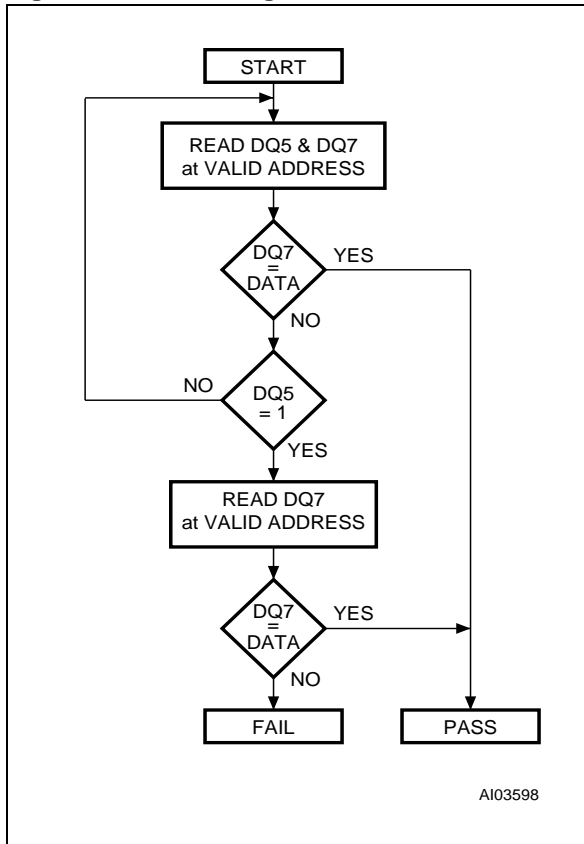 START
READ DQ5 & DQ7
at VALID ADDRESS
DQ7
=
DATA
YES
NO
DQ5
= 1
NO
YES
READ DQ7
at VALID ADDRESS
DQ7
=
DATA
YES
NO
FAIL
PASS
AI03598